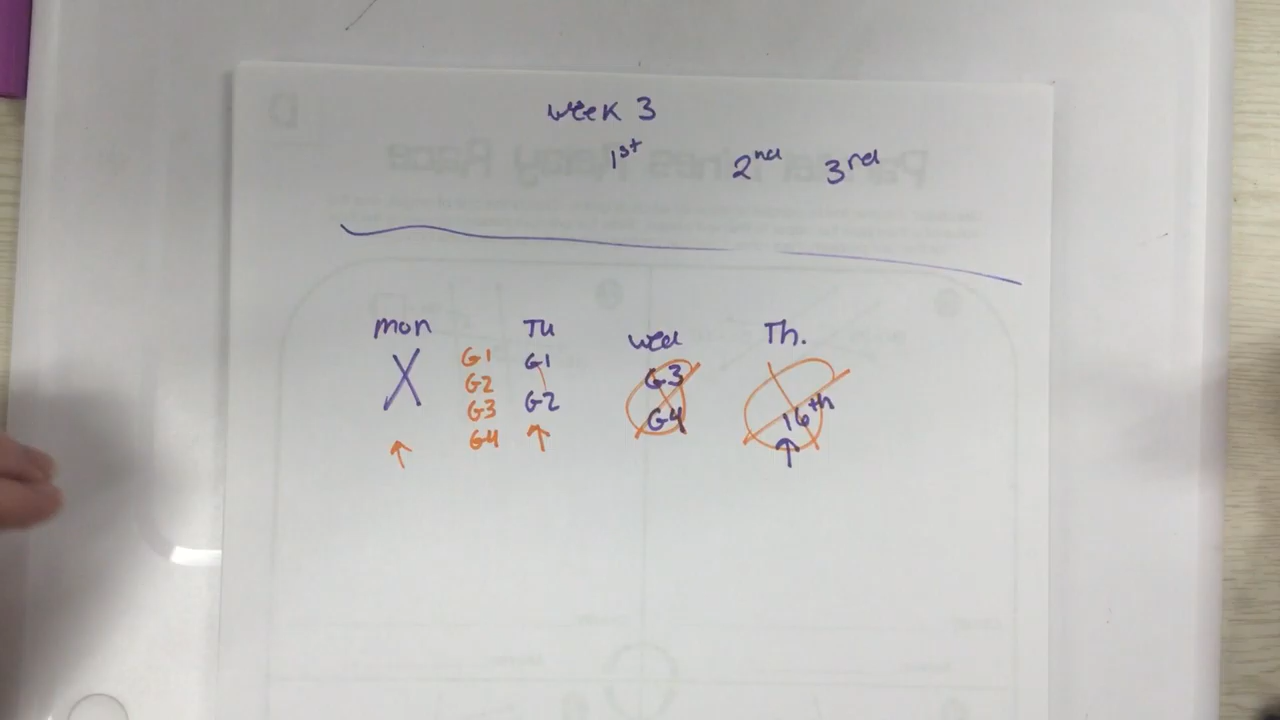 Week 3
1st 2nd 3rd
mon Tu Wed Th.
X G1 G1 G3
G2 G2 G4 16th
G3
G4